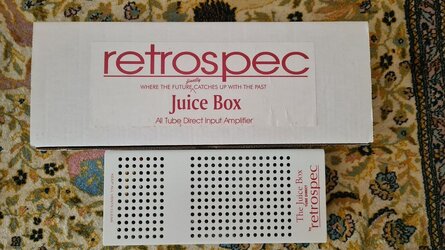 retrospec
finally
WHERE THE FUTURE CATCHES UP WITH THE PAST
Juice Box
All Tube Direct Input Amplifier
The Juice Box
by retrospec